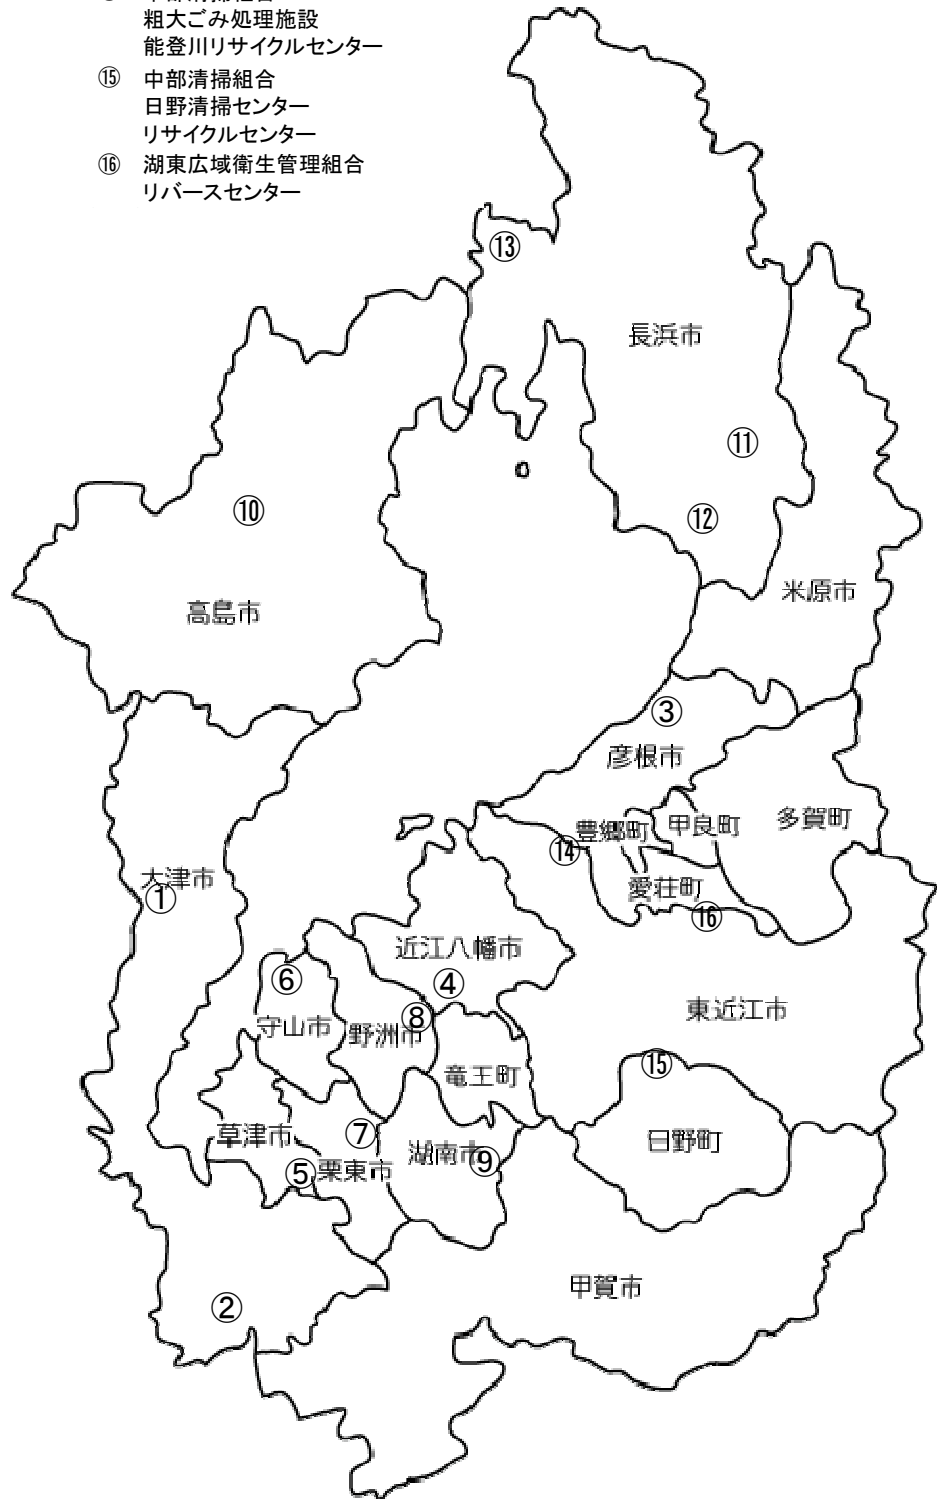 粗大ごみ処理施設
能登川リサイクルセンター
⑮ 中部清掃組合
日野清掃センター
リサイクルセンター
⑯ 湖東広域衛生管理組合
リバースセンター
⑬
長浜市
⑪
⑩
⑫
米原市
高島市
③
彦根市
豊郷町
甲良町
多賀町
⑭
大津市
①
愛荘町
⑯
近江八幡市
⑥
④
東近江市
⑧
守山市
野洲市
竜王町
⑮
草津市
⑦
湖南市
⑨
日野町
⑤
栗東市
甲賀市
②